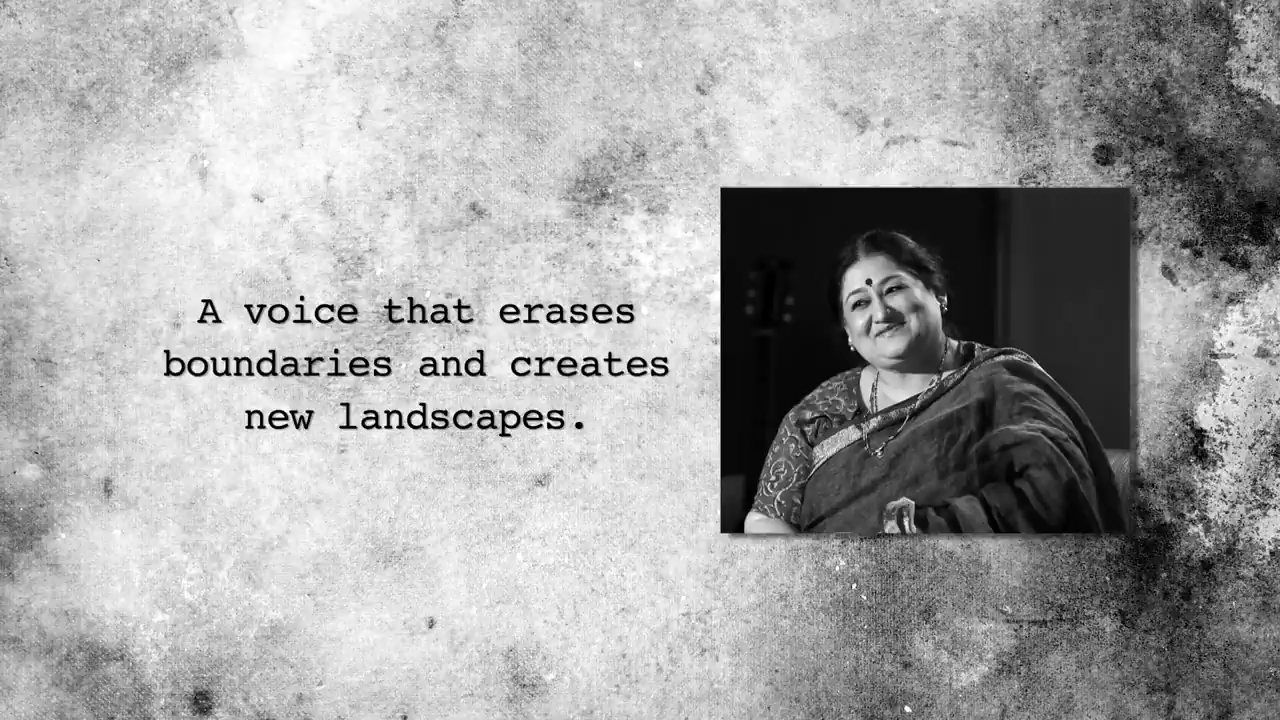 A voice that erases
boundaries and creates
new landscapes.